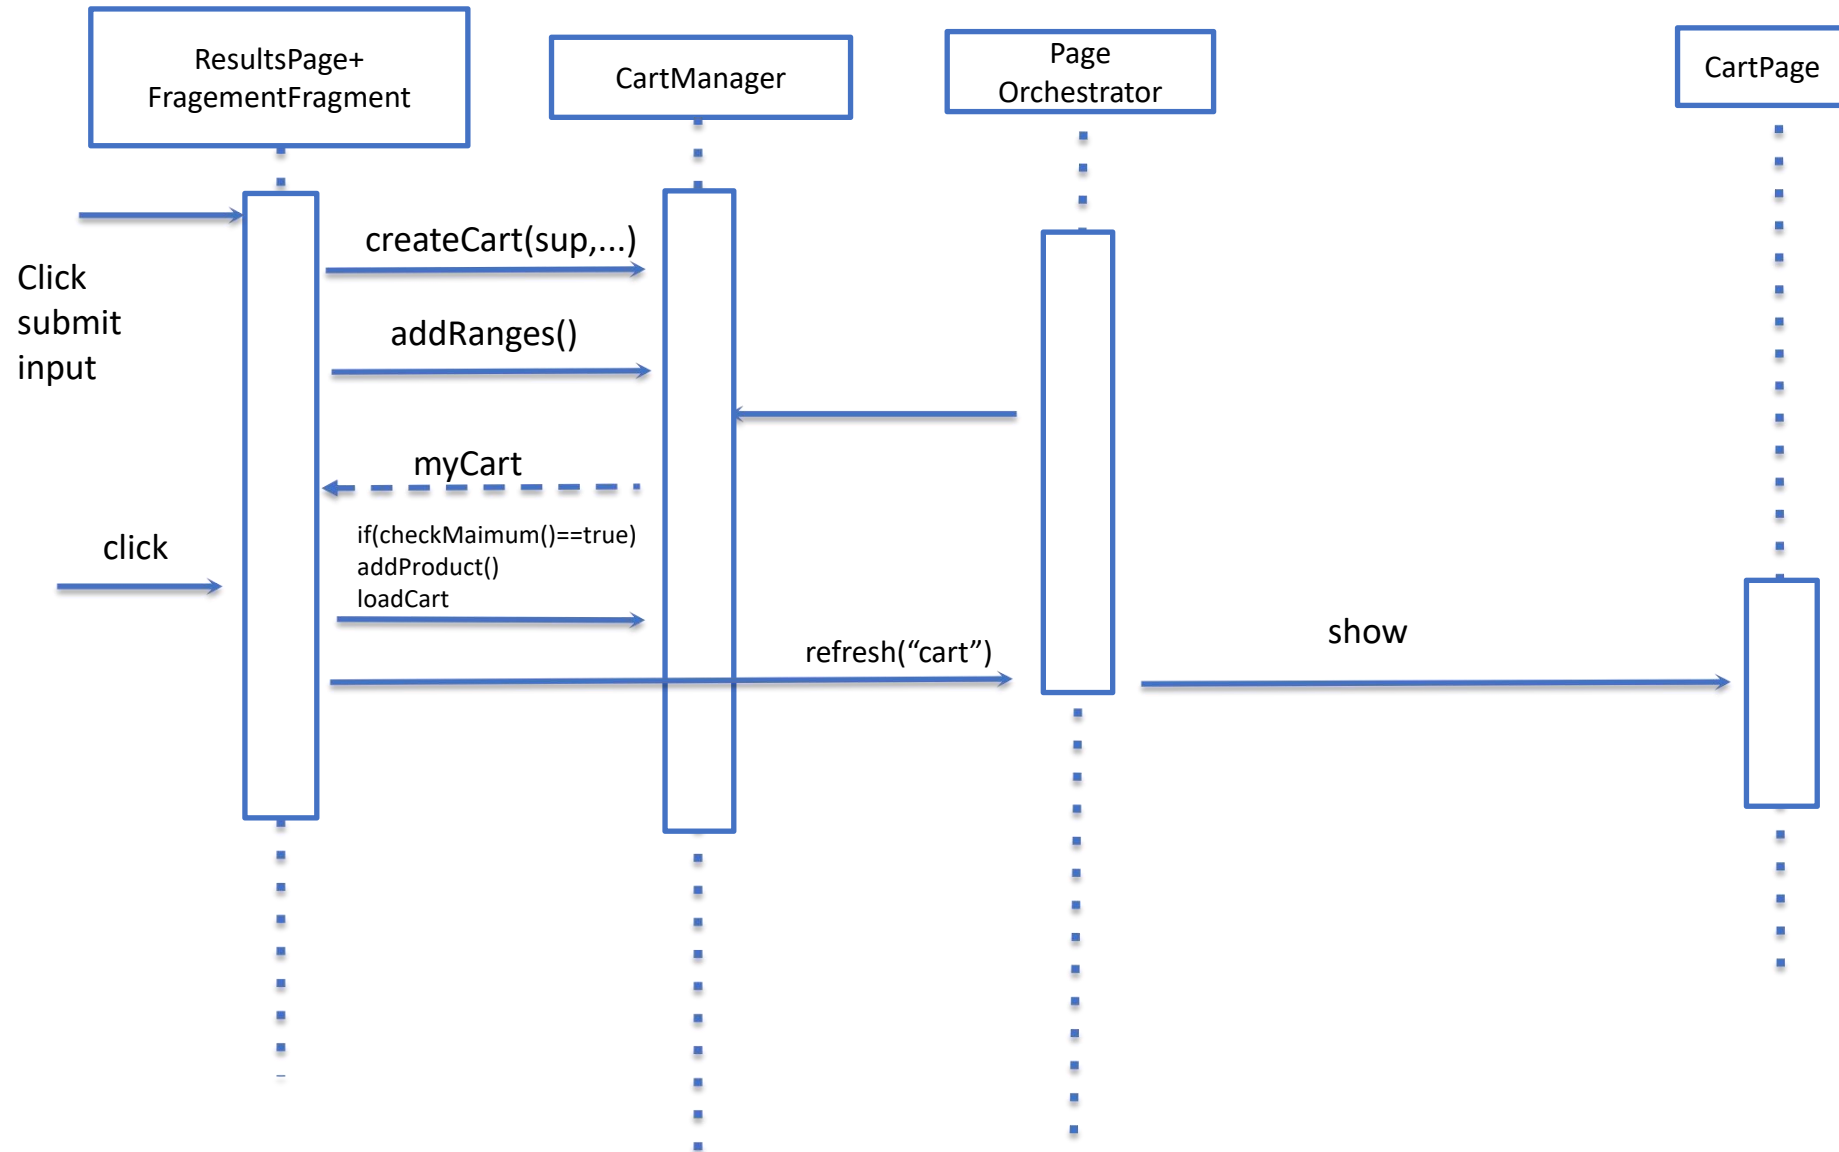 ResultsPage+
FragementFragment
CartManager
Page
Orchestrator
CartPage
Click
submit
input
createCart(sup,...)
addRanges()
myCart
click
if(checkMaimum()==true)
addProduct()
loadCart
refresh(“cart”)
show